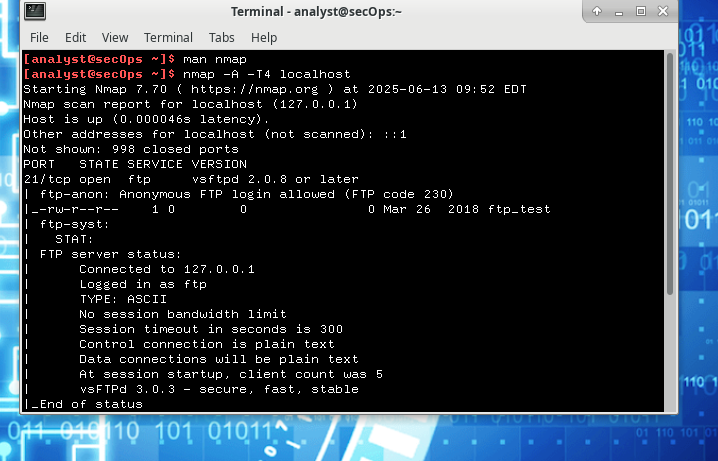 Terminal - analyst@secOps:~
File Edit View Terminal Tabs Help
[analyst@secOps ~]$ man nmap
[analyst@secOps ~]$ nmap -A -T4 localhost
Starting Nmap 7.70 ( https://nmap.org ) at 2025-06-13 09:52 EDT
Nmap scan report for localhost (127.0.0.1)
Host is up (0.000046s latency).
Other addresses for localhost (not scanned): ::1
Not shown: 998 closed ports
PORT   STATE SERVICE VERSION
21/tcp open  ftp     vsftpd 2.0.8 or later
| ftp-anon: Anonymous FTP login allowed (FTP code 230)
|_-rw-r--r--    1 0        0               0 Mar 26  2018 ftp_test
| ftp-syst:
|   STAT:
| FTP server status:
|      Connected to 127.0.0.1
|      Logged in as ftp
|      TYPE: ASCII
|      No session bandwidth limit
|      Session timeout in seconds is 300
|      Control connection is plain text
|      Data connections will be plain text
|      At session startup, client count was 5
|      vsFTPd 3.0.3 - secure, fast, stable
|_End of status